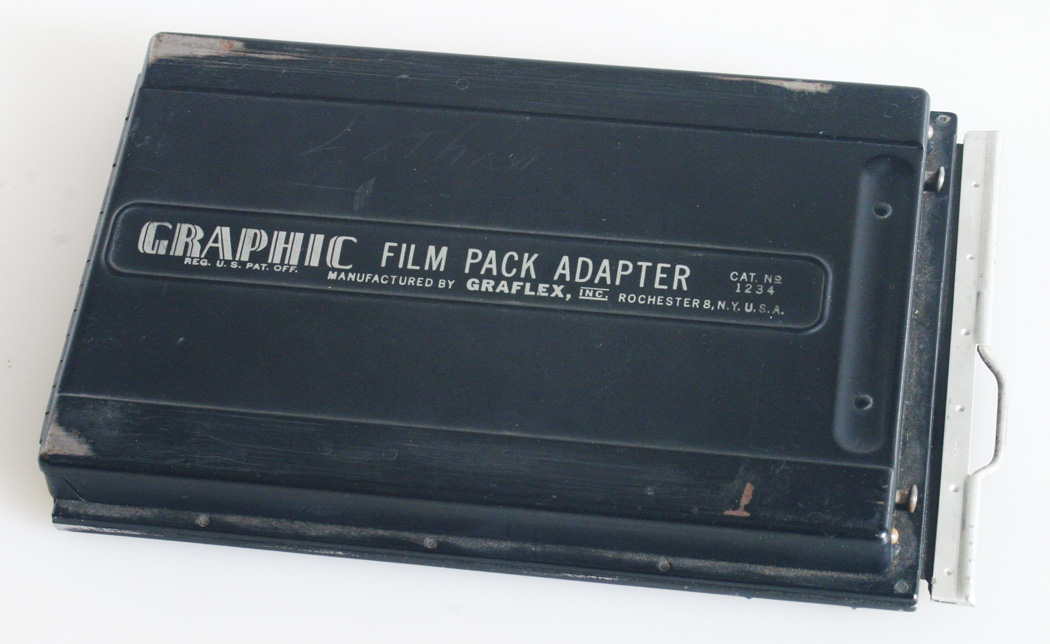 GRAPHIC FILM PACK ADAPTER
REG. U. S. PAT. OFF.
MANUFACTURED BY GRAFLEX, INC. ROCHESTER 8, N. Y. U. S. A.
CAT. Nº
1234